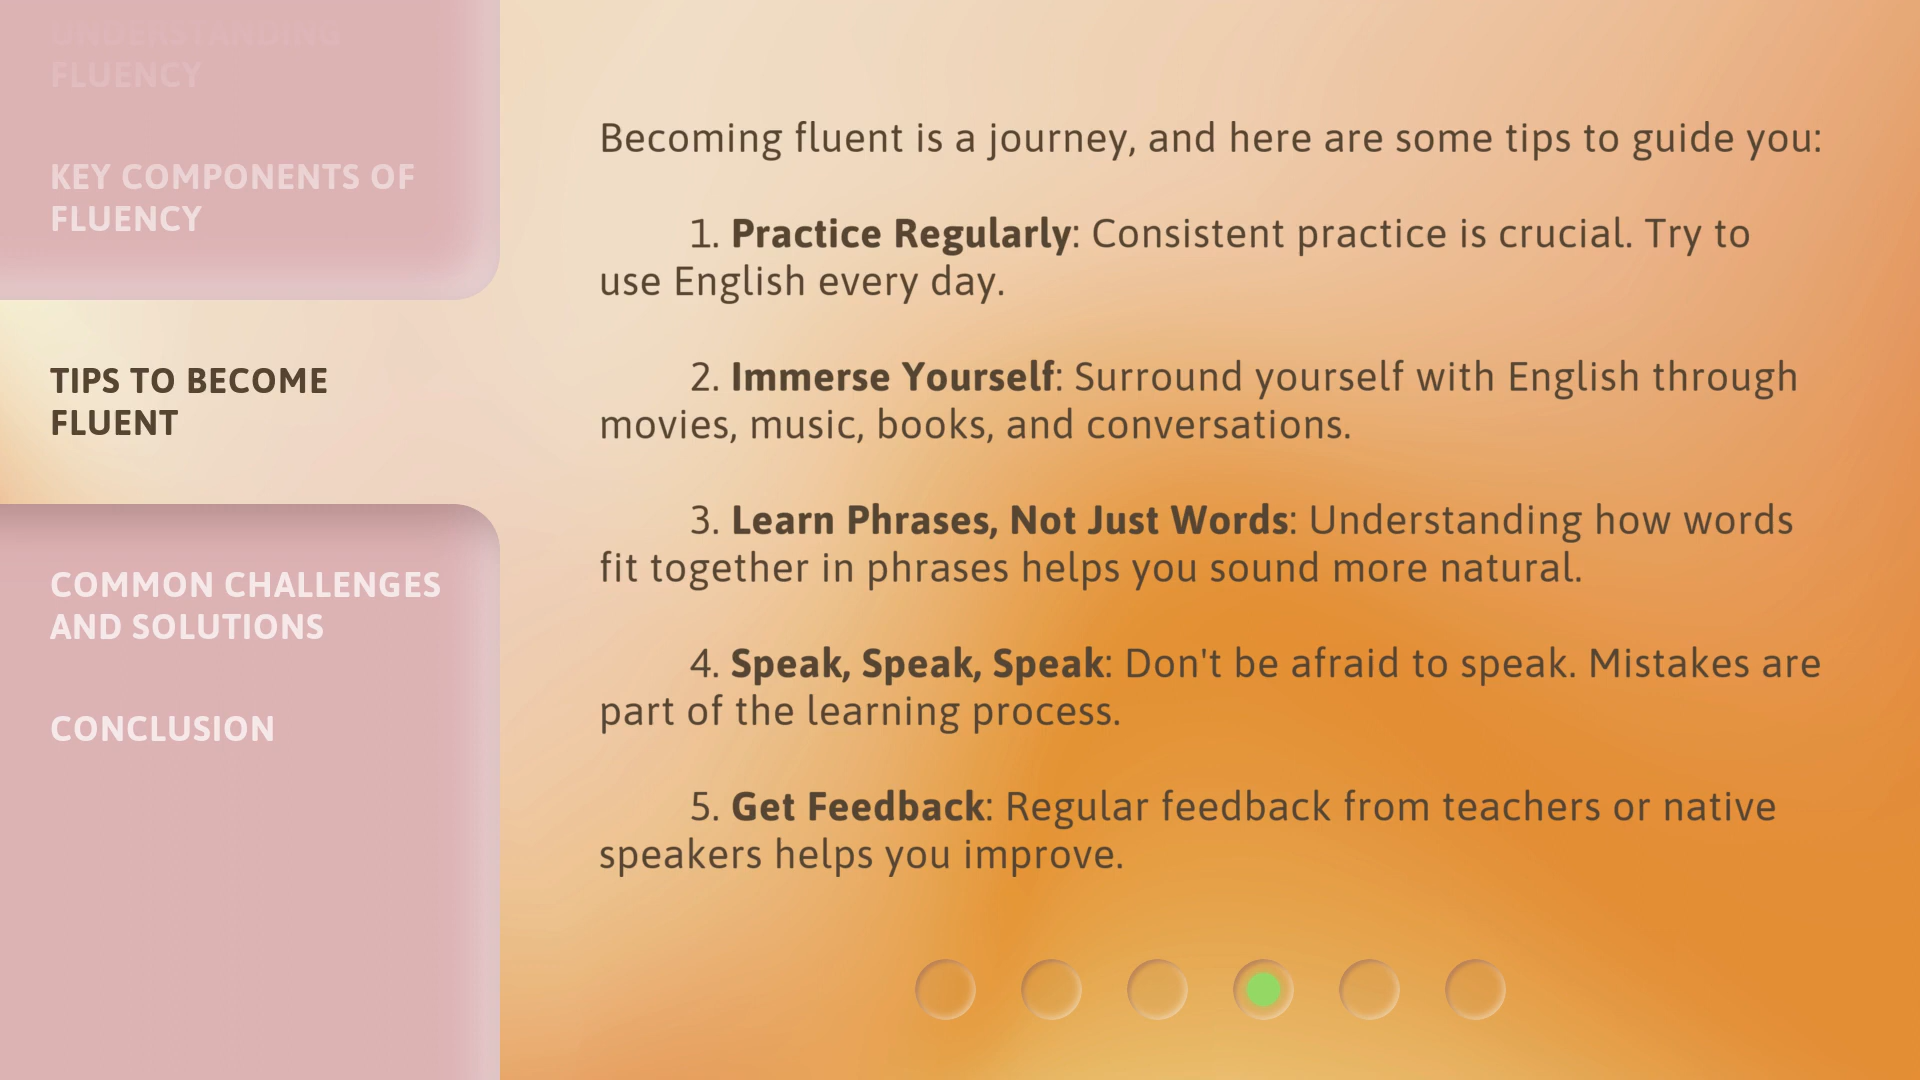 UNDERSTANDING
FLUENCY
KEY COMPONENTS OF
FLUENCY
TIPS TO BECOME
FLUENT
COMMON CHALLENGES
AND SOLUTIONS
CONCLUSION
Becoming fluent is a journey, and here are some tips to guide you:
1. Practice Regularly: Consistent practice is crucial. Try to
use English every day.
2. Immerse Yourself: Surround yourself with English through
movies, music, books, and conversations.
3. Learn Phrases, Not Just Words: Understanding how words
fit together in phrases helps you sound more natural.
4. Speak, Speak, Speak: Don't be afraid to speak. Mistakes are
part of the learning process.
5. Get Feedback: Regular feedback from teachers or native
speakers helps you improve.